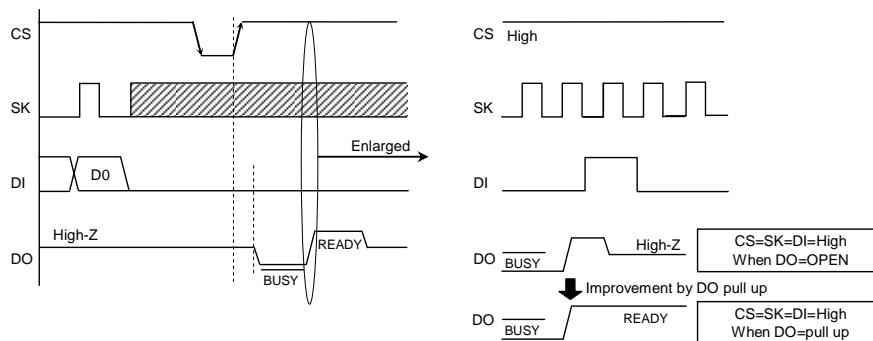 CS
SK
DI
D0
Enlarged
High-Z
DO
BUSY
READY
CS High
SK
DI
DO
BUSY
High-Z
CS=SK=DI=High
When DO=OPEN
Improvement by DO pull up
DO
BUSY
READY
CS=SK=DI=High
When DO=pull up